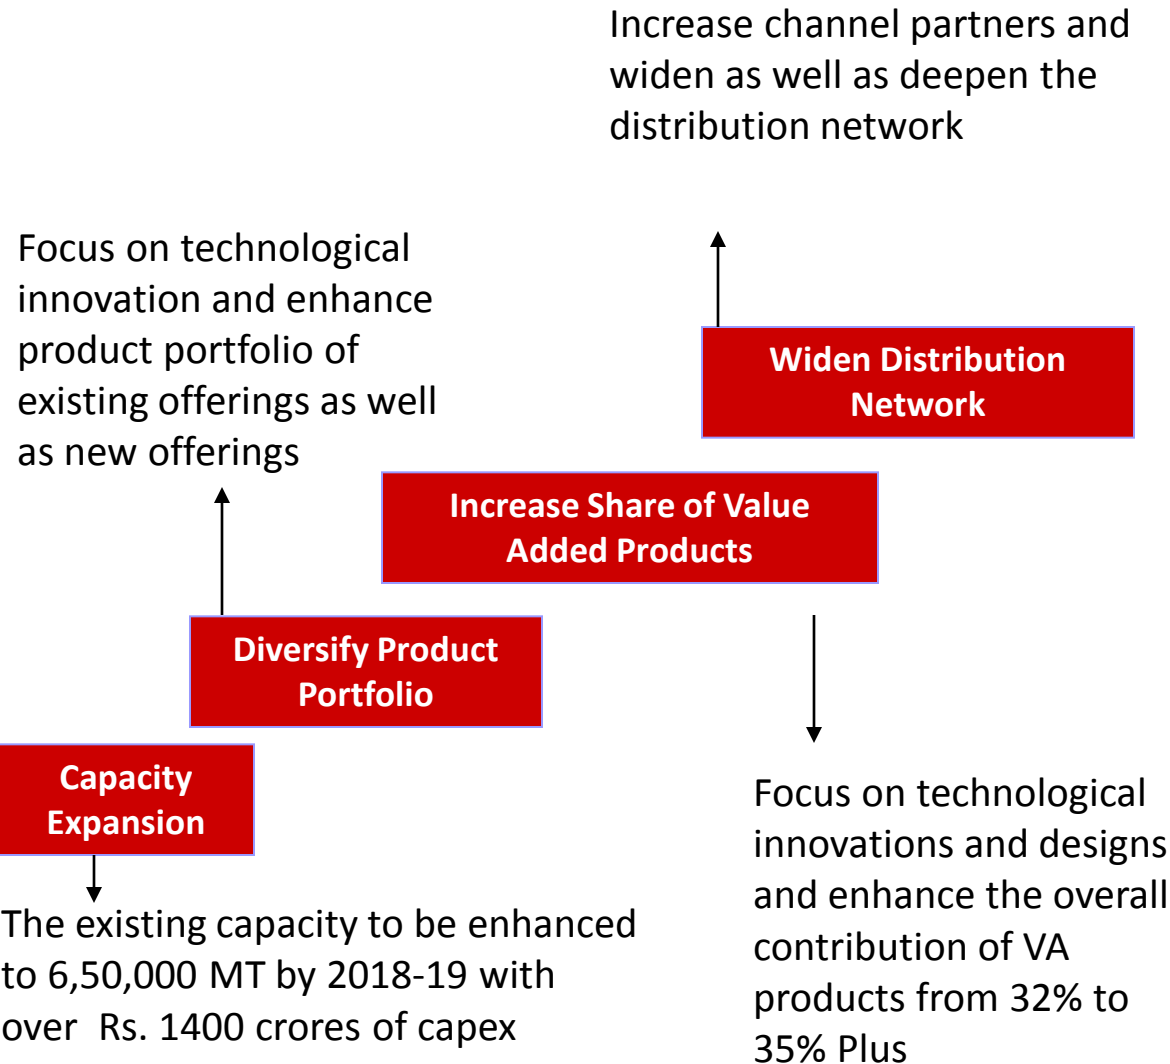 Increase channel partners and
widen as well as deepen the
distribution network
Focus on technological
innovation and enhance
product portfolio of
existing offerings as well
as new offerings
Widen Distribution
Network
Increase Share of Value
Added Products
Diversify Product
Portfolio
Capacity
Expansion
The existing capacity to be enhanced
to 6,50,000 MT by 2018-19 with
over Rs. 1400 crores of capex
Focus on technological
innovations and designs
and enhance the overall
contribution of VA
products from 32% to
35% Plus